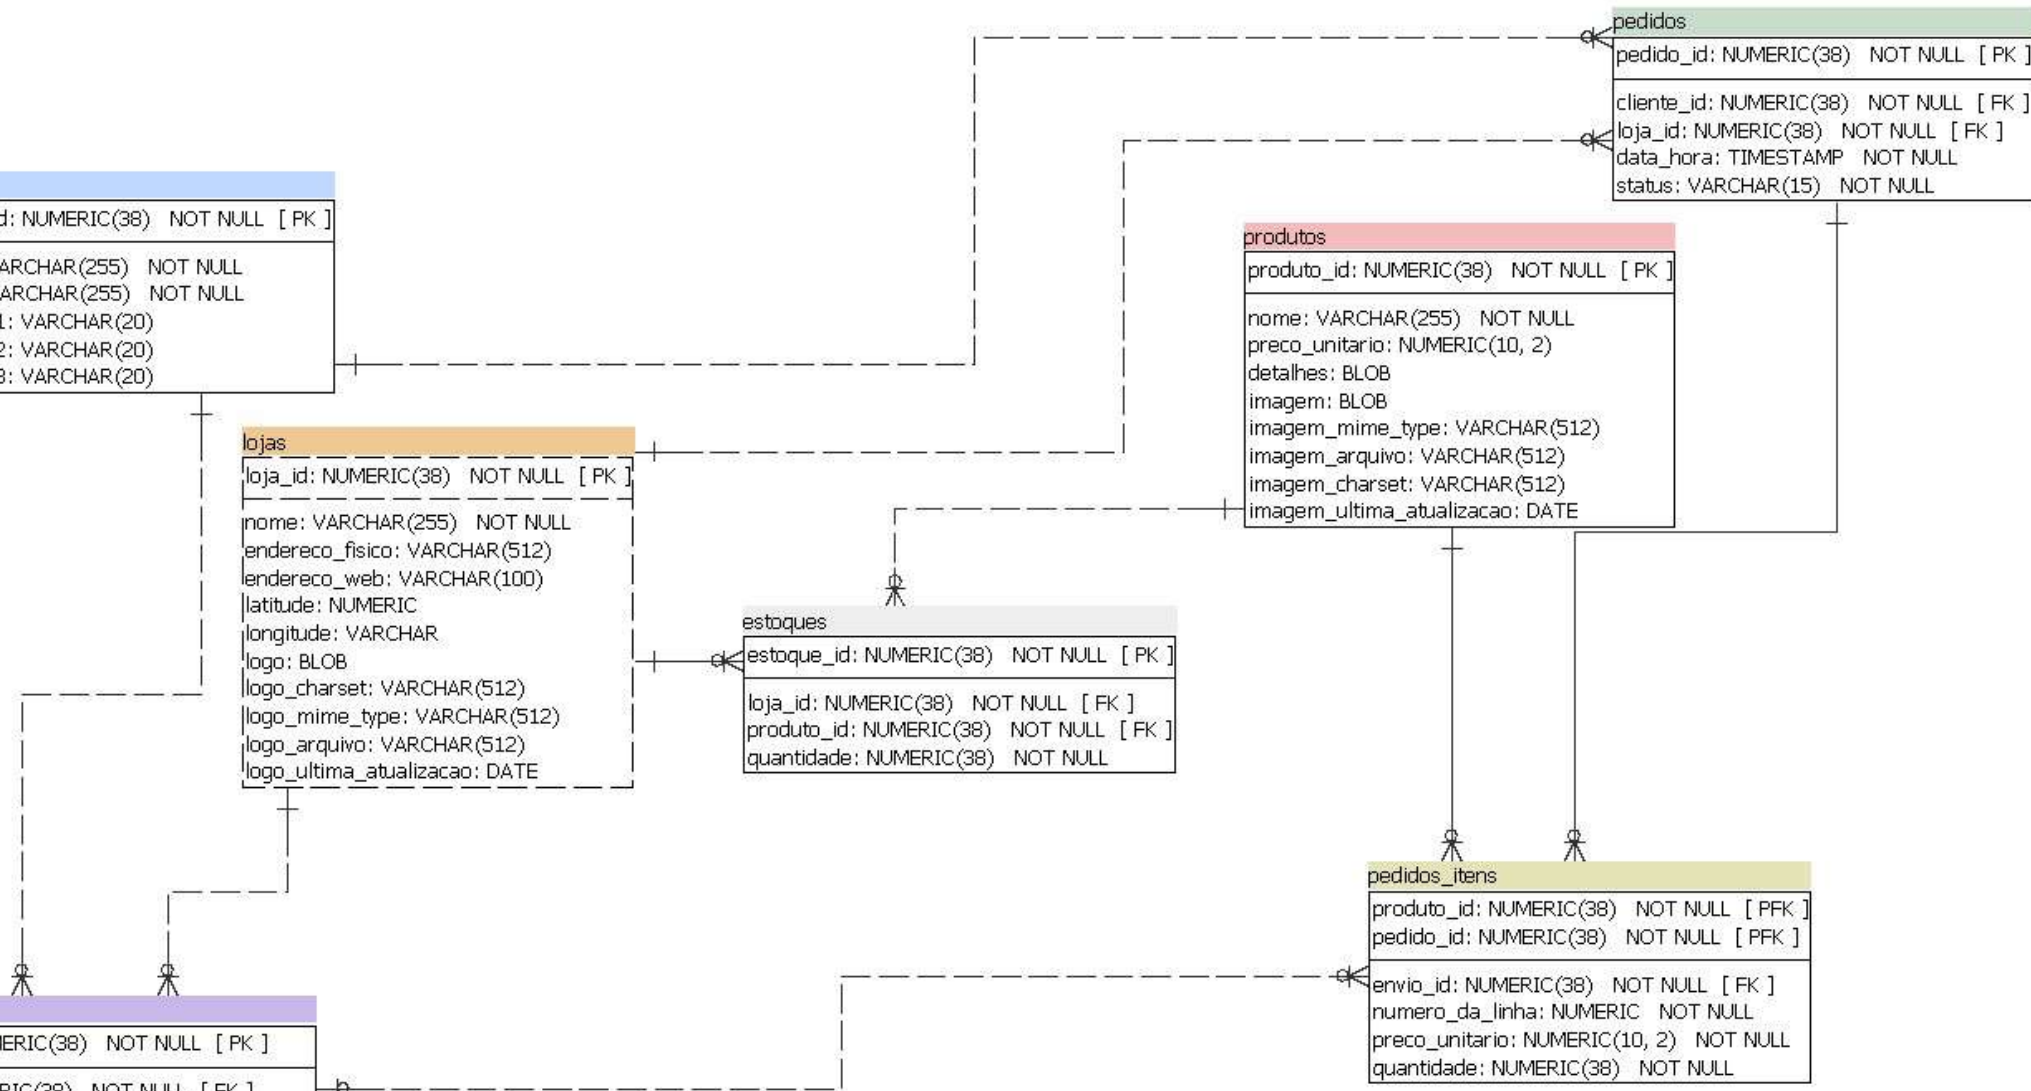 pedidos
pedido_id: NUMERIC(38) NOT NULL [ PK ]
cliente_id: NUMERIC(38) NOT NULL [ FK ]
loja_id: NUMERIC(38) NOT NULL [ FK ]
data_hora: TIMESTAMP NOT NULL
status: VARCHAR(15) NOT NULL
d: NUMERIC(38) NOT NULL [ PK ]
ARCHAR(255) NOT NULL
ARCHAR(255) NOT NULL
1: VARCHAR(20)
2: VARCHAR(20)
3: VARCHAR(20)
produtos
produto_id: NUMERIC(38) NOT NULL [ PK ]
nome: VARCHAR(255) NOT NULL
preco_unitario: NUMERIC(10, 2)
detalhes: BLOB
imagem: BLOB
imagem_mime_type: VARCHAR(512)
imagem_arquivo: VARCHAR(512)
imagem_charset: VARCHAR(512)
imagem_ultima_atualizacao: DATE
lojas
loja_id: NUMERIC(38) NOT NULL [ PK ]
nome: VARCHAR(255) NOT NULL
endereco_fisico: VARCHAR(512)
endereco_web: VARCHAR(100)
latitude: NUMERIC
longitude: VARCHAR
logo: BLOB
logo_charset: VARCHAR(512)
logo_mime_type: VARCHAR(512)
logo_arquivo: VARCHAR(512)
logo_ultima_atualizacao: DATE
estoques
estoque_id: NUMERIC(38) NOT NULL [ PK ]
loja_id: NUMERIC(38) NOT NULL [ FK ]
produto_id: NUMERIC(38) NOT NULL [ FK ]
quantidade: NUMERIC(38) NOT NULL
pedidos_itens
produto_id: NUMERIC(38) NOT NULL [ PFK ]
pedido_id: NUMERIC(38) NOT NULL [ PFK ]
envio_id: NUMERIC(38) NOT NULL [ FK ]
numero_da_linha: NUMERIC NOT NULL
preco_unitario: NUMERIC(10, 2) NOT NULL
quantidade: NUMERIC(38) NOT NULL
MERIC(38) NOT NULL [ PK ]
RIC(38) NOT NULL [ FK ]